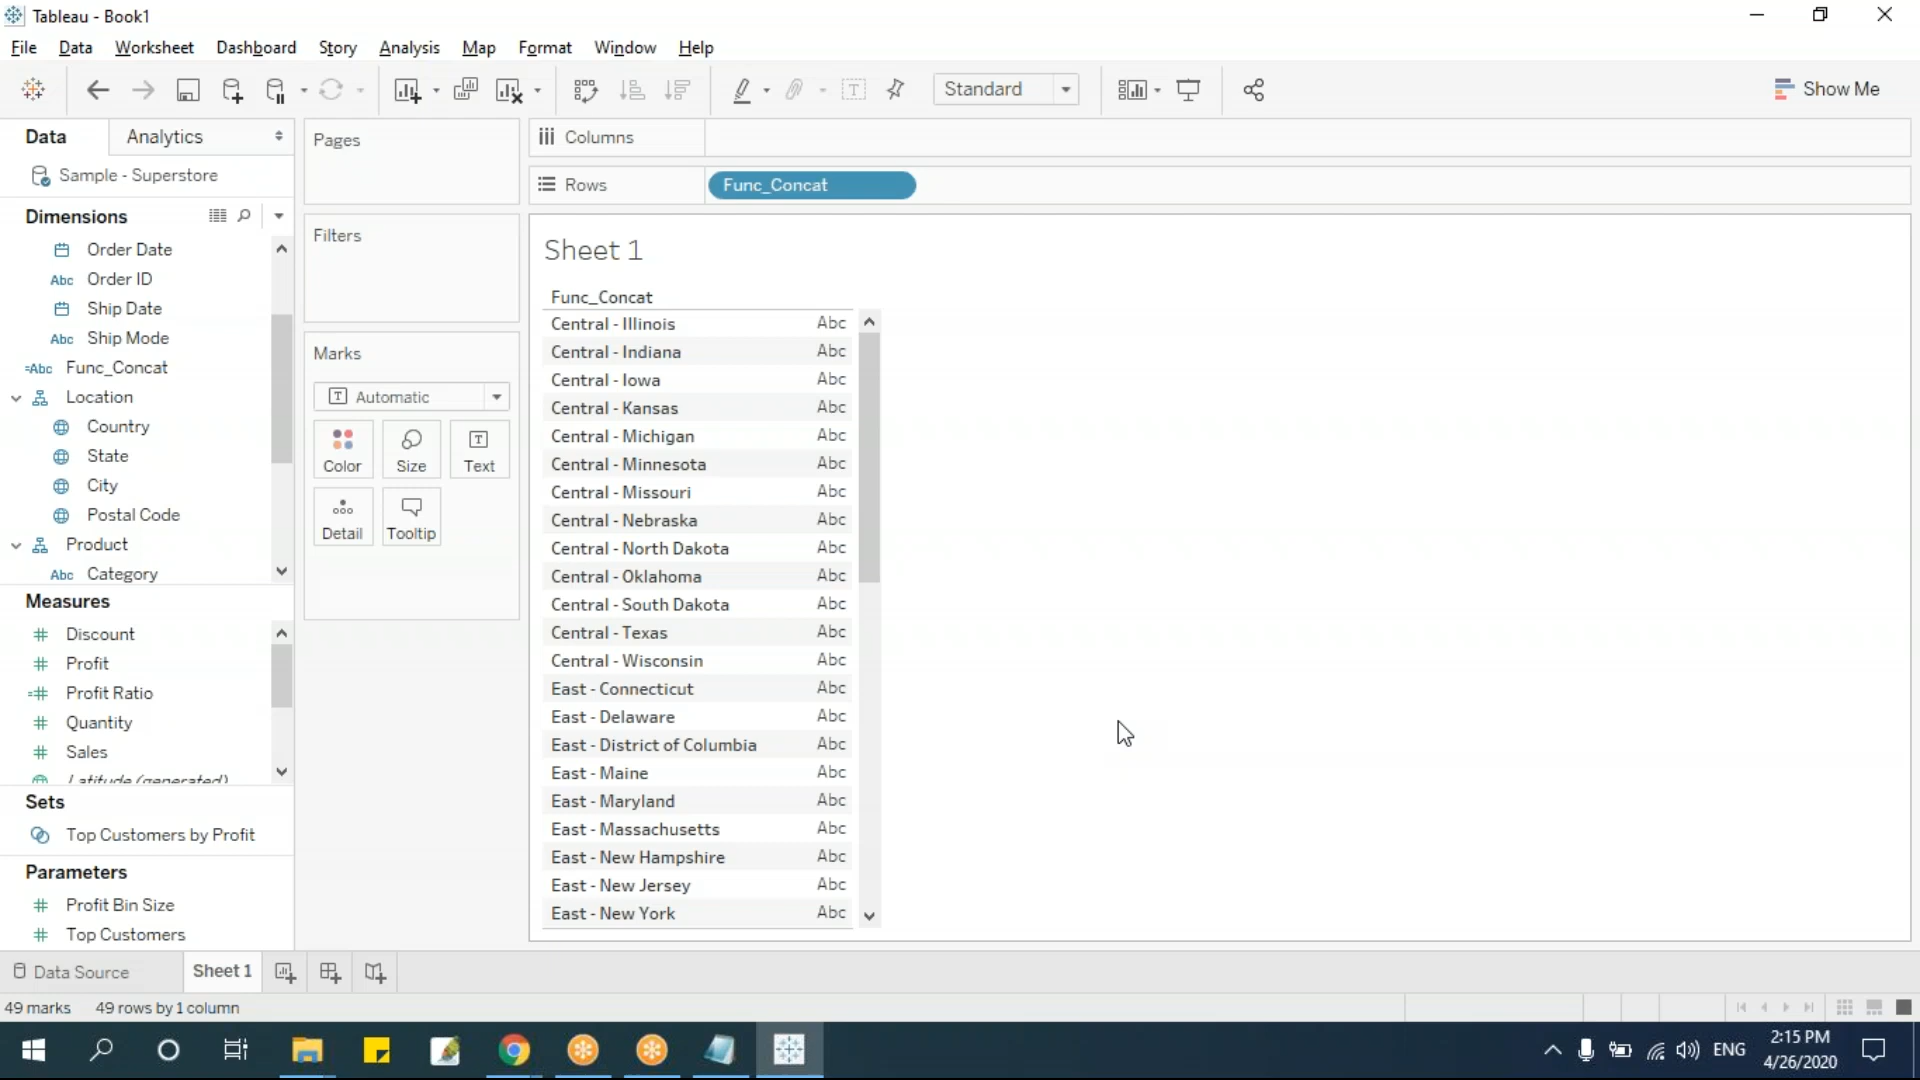 Tableau - Book1
File Data Worksheet Dashboard Story Analysis Map Format Window Help
Standard
Show Me
Data
Analytics
Sample - Superstore
Dimensions
Order Date
Abc Order ID
Ship Date
Abc Ship Mode
=Abc Func_Concat
Location
Country
State
City
Postal Code
Product
Abc Category
Measures
# Discount
# Profit
=# Profit Ratio
# Quantity
# Sales
Latitude (generated)
Sets
Top Customers by Profit
Parameters
# Profit Bin Size
# Top Customers
Pages
Filters
Marks
Automatic
Color
Size
Text
Detail
Tooltip
Columns
Rows
Func_Concat
Sheet 1
Func_Concat
Central - Illinois Abc
Central - Indiana Abc
Central - Iowa Abc
Central - Kansas Abc
Central - Michigan Abc
Central - Minnesota Abc
Central - Missouri Abc
Central - Nebraska Abc
Central - North Dakota Abc
Central - Oklahoma Abc
Central - South Dakota Abc
Central - Texas Abc
Central - Wisconsin Abc
East - Connecticut Abc
East - Delaware Abc
East - District of Columbia Abc
East - Maine Abc
East - Maryland Abc
East - Massachusetts Abc
East - New Hampshire Abc
East - New Jersey Abc
East - New York Abc
Data Source
Sheet 1
49 marks 49 rows by 1 column
ENG
2:15 PM
4/26/2020